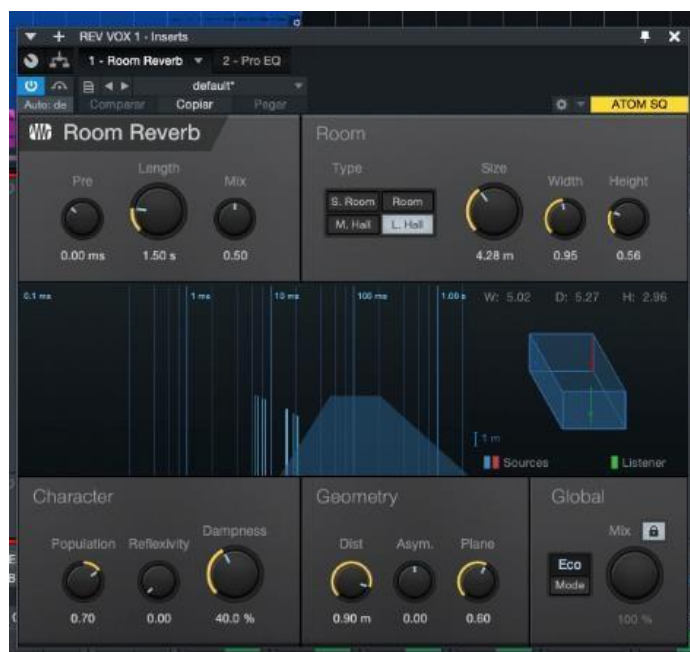 REV VOX 1 - Inserts
1 - Room Reverb 2 - Pro EQ
default*
Auto: de Comparar Copiar Pegar ATOM SQ
Room Reverb
Room
Pre Length Mix
Type Size Width Height
S. Room Room
M. Hall L. Hall
0.00 ms 1.50 s 0.50
4.28 m 0.95 0.56
0.1 ms 1 ms 10 ms 100 ms 1.00 s W: 5.02 D: 5.27 H: 2.96
1 m
Sources Listener
Character
Geometry
Global
Population Reflexivity Dampness
Dist Asym. Plane
Mix
Eco
Mode
0.70 0.00 40.0 %
0.90 m 0.00 0.60
100 %